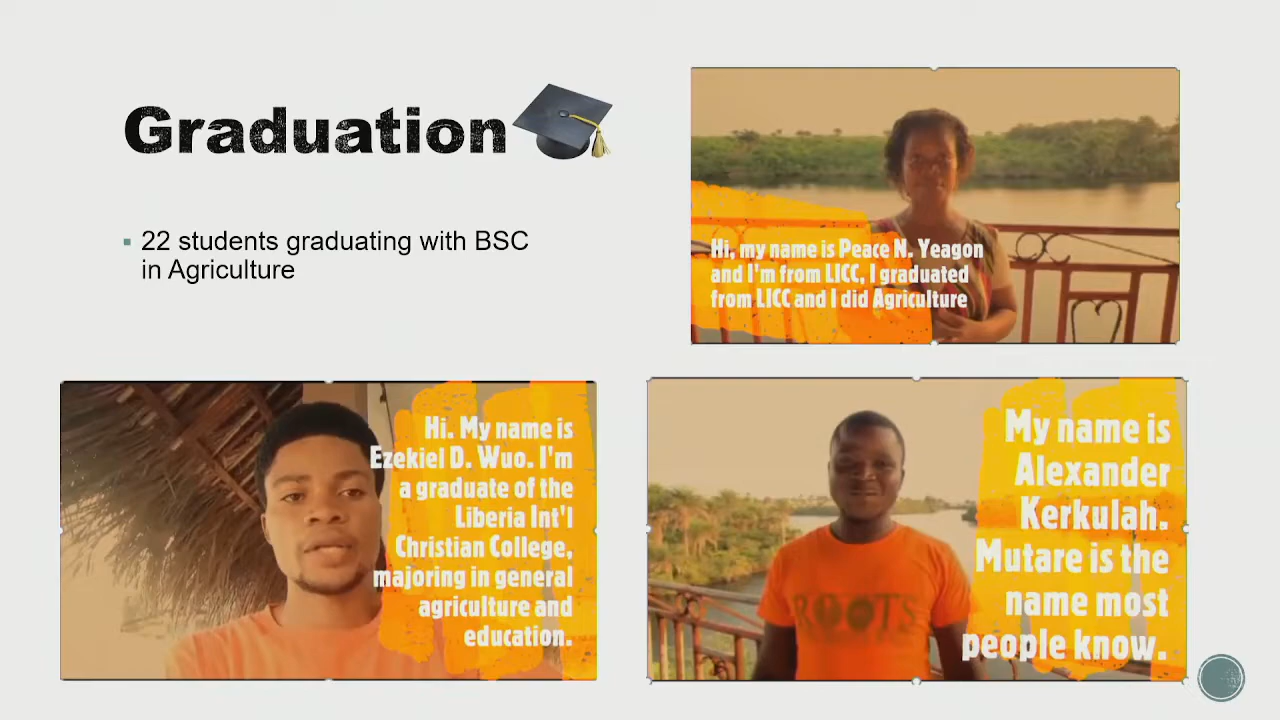 Graduation
22 students graduating with BSC
in Agriculture
Hi, my name is Peace N. Yeagon
and I'm from LICC, I graduated
from LICC and I did Agriculture
Hi. My name is
Ezekiel D. Wuo. I'm
a graduate of the
Liberia Int'l
Christian College,
majoring in general
agriculture and
education.
My name is
Alexander
Kerkulah.
Mutare is the
name most
people know.
ROOTS